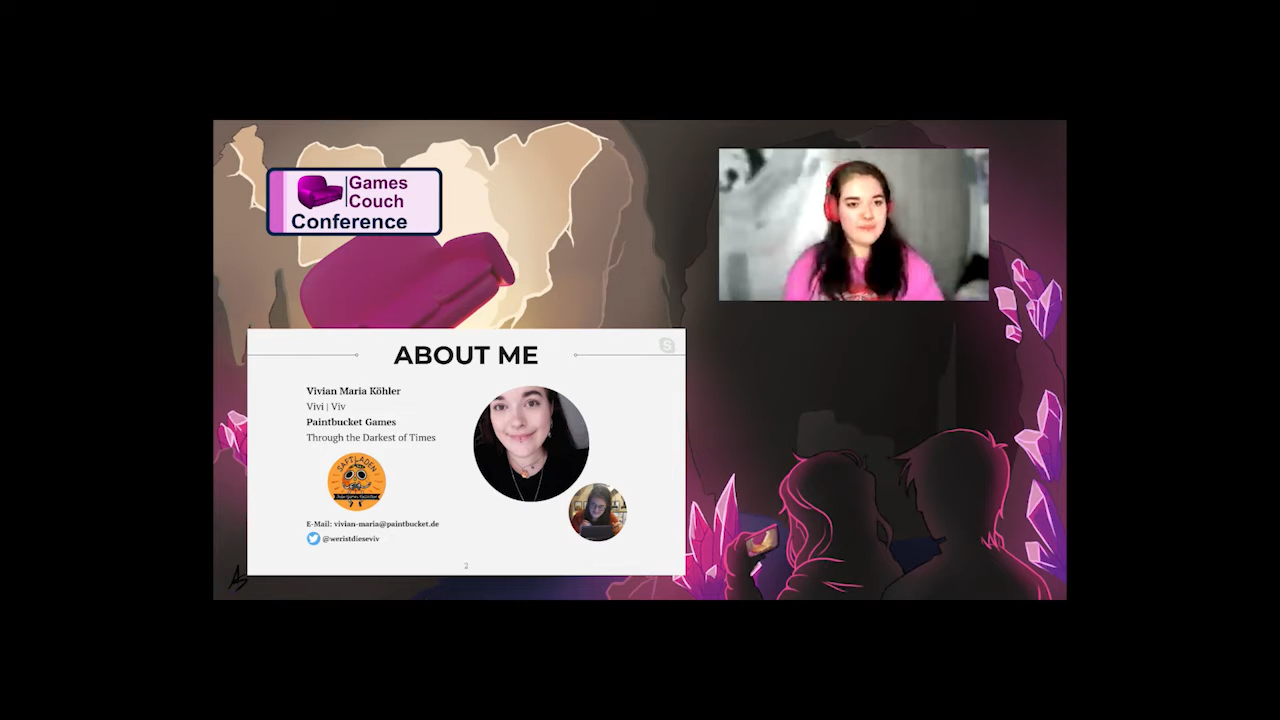 Games
Couch
Conference
ABOUT ME
Vivian Maria Köhler
Vivi | Viv
Paintbucket Games
Through the Darkest of Times
SAFTLADEN
E-Mail: vivian-maria@paintbucket.de
@weristdieseviv
2